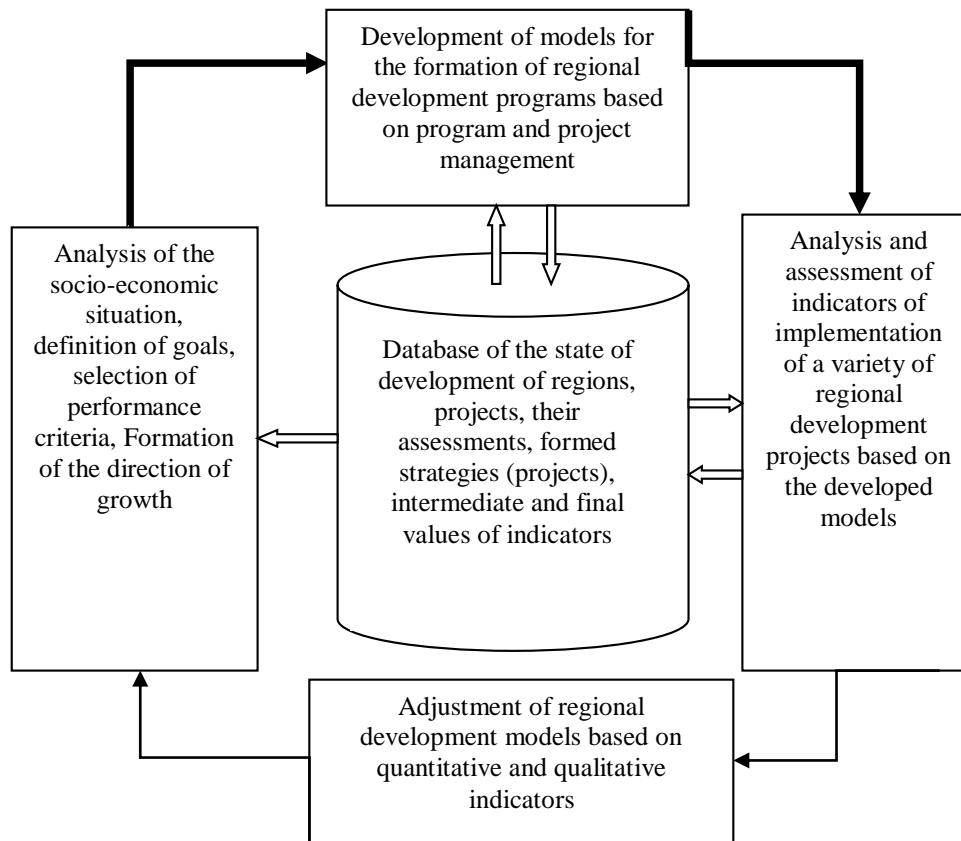 Development of models for
the formation of regional
development programs based
on program and project
management
Analysis of the
socio-economic
situation,
definition of goals,
selection of
performance
criteria, Formation
of the direction of
growth
Database of the state of
development of regions,
projects, their
assessments, formed
strategies (projects),
intermediate and final
values of indicators
Analysis and
assessment of
indicators of
implementation
of a variety of
regional
development
projects based on
the developed
models
Adjustment of regional
development models based on
quantitative and qualitative
indicators